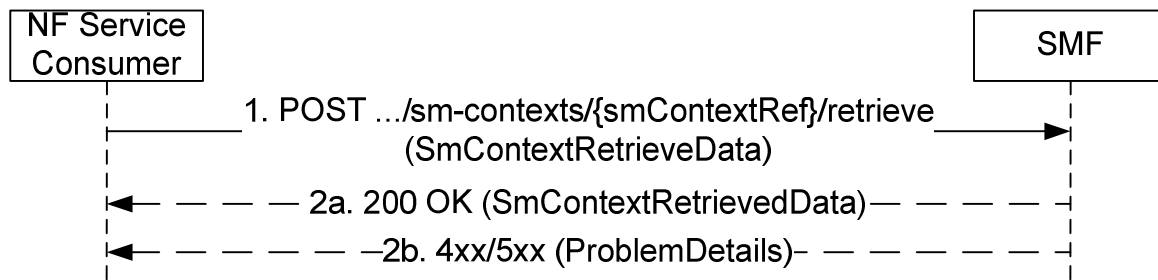 NF Service
Consumer
SMF
1. POST .../sm-contexts/{smContextRef}/retrieve
(SmContextRetrieveData)
2a. 200 OK (SmContextRetrievedData)
2b. 4xx/5xx (ProblemDetails)